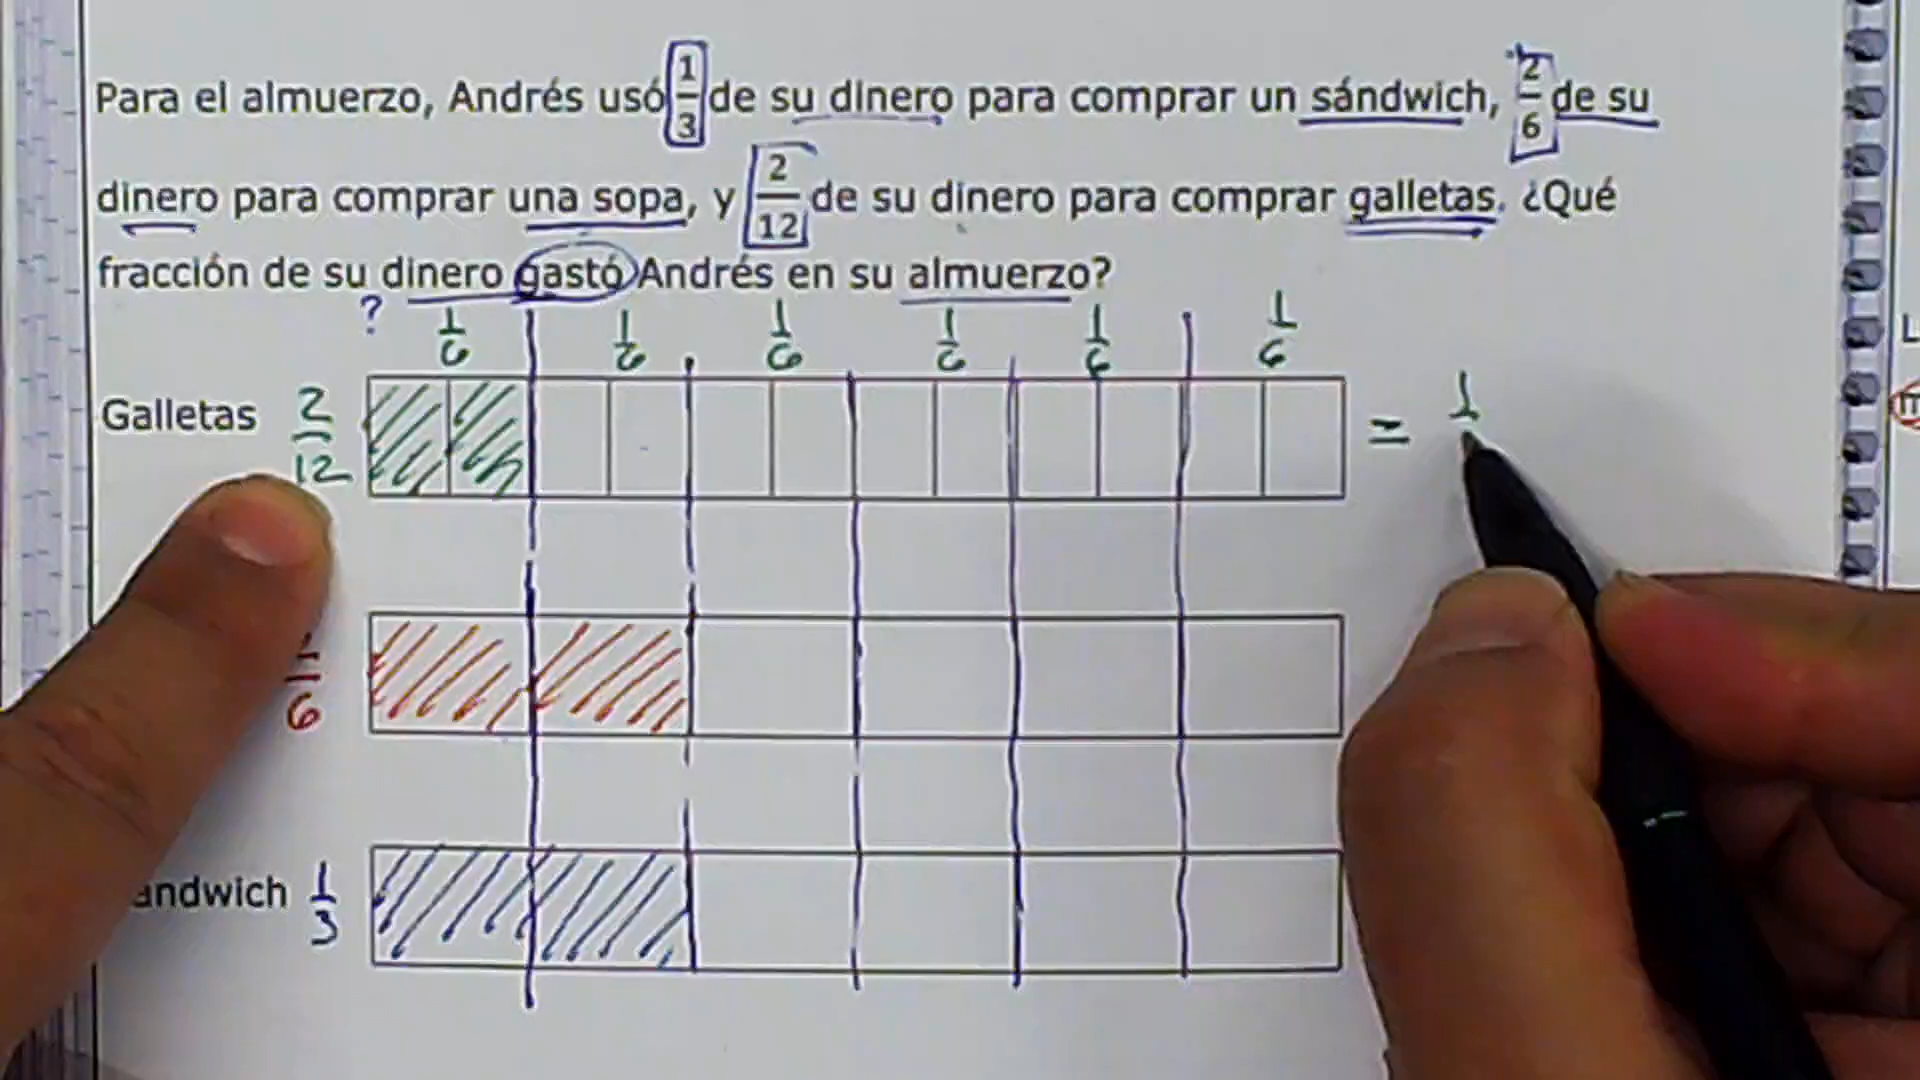 Para el almuerzo, Andrés usó 1/3 de su dinero para comprar un sándwich, 2/6 de su
dinero para comprar una sopa, y 2/12 de su dinero para comprar galletas. ¿Qué
fracción de su dinero gastó Andrés en su almuerzo?
? 1/6 1/6 1/6 1/6 1/6 1/6
Galletas 2/12 = 1
6
andwich 1/3